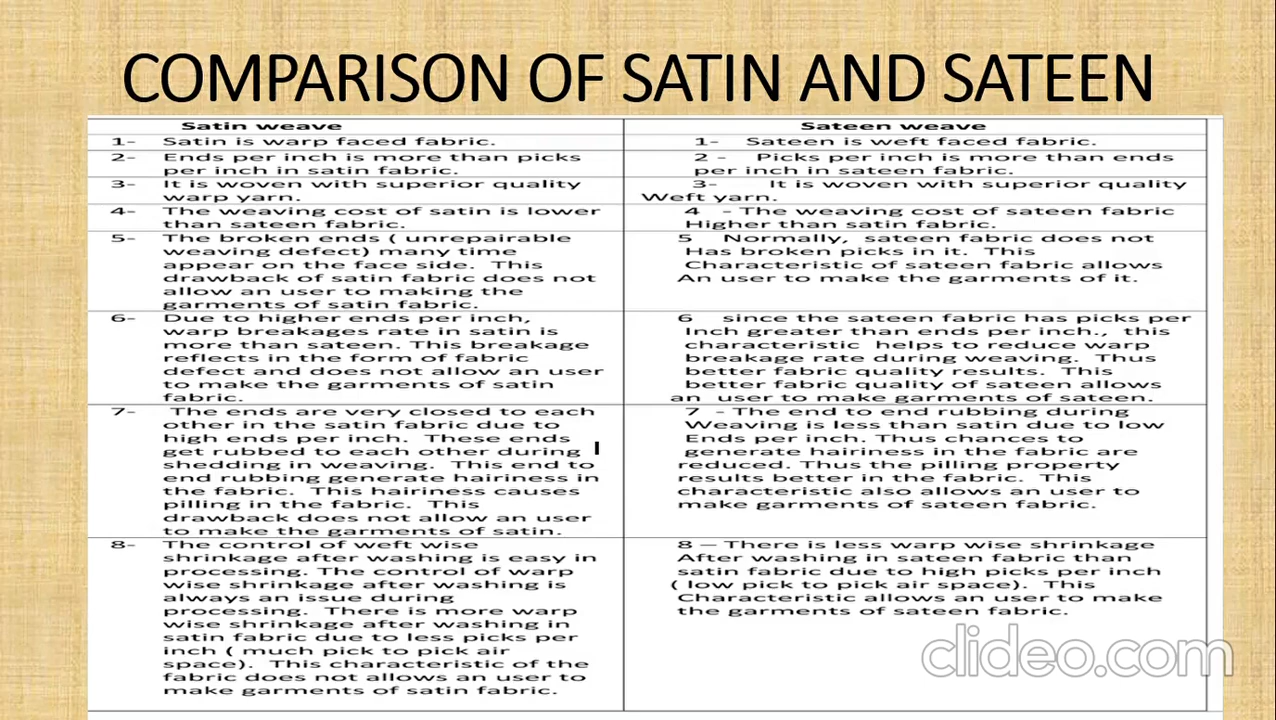 COMPARISON OF SATIN AND SATEEN
Satin weave
1- Satin is warp faced fabric.
2- Ends per inch is more than picks
per inch in satin fabric.
3- It is woven with superior quality
warp yarn.
4- The weaving cost of satin is lower
than sateen fabric.
5- The broken ends ( unrepairable
weaving defect) many time
appear on the face side. This
drawback of satin fabric does not
allow an user to making the
garments of satin fabric.
6- Due to higher ends per inch,
warp breakages rate in satin is
more than sateen. This breakage
reflects in the form of fabric
defect and does not allow an user
to make the garments of satin
fabric.
7- The ends are very closed to each
other in the satin fabric due to
high ends per inch. These ends
get rubbed to each other during
shedding in weaving. This end to
end rubbing generate hairiness in
the fabric. This hairiness causes
pilling in the fabric. This
drawback does not allow an user
to make the garments of satin.
8- The control of weft wise
shrinkage after washing is easy in
processing. The control of warp
wise shrinkage after washing is
always an issue during
processing. There is more warp
wise shrinkage after washing in
satin fabric due to less picks per
inch ( much pick to pick air
space). This characteristic of the
fabric does not allows an user to
make garments of satin fabric.
Sateen weave
1- Sateen is weft faced fabric.
2 - Picks per inch is more than ends
per inch in sateen fabric.
3- It is woven with superior quality
Weft yarn.
4 - The weaving cost of sateen fabric
Higher than satin fabric.
5 Normally, sateen fabric does not
Has broken picks in it. This
Characteristic of sateen fabric allows
An user to make the garments of it.
6 since the sateen fabric has picks per
Inch greater than ends per inch., this
characteristic helps to reduce warp
breakage rate during weaving. Thus
better fabric quality results. This
better fabric quality of sateen allows
an user to make garments of sateen.
7 - The end to end rubbing during
Weaving is less than satin due to low
Ends per inch. Thus chances to
generate hairiness in the fabric are
reduced. Thus the pilling property
results better in the fabric. This
characteristic also allows an user to
make garments of sateen fabric.
8 – There is less warp wise shrinkage
After washing in sateen fabric than
satin fabric due to high picks per inch
( low pick to pick air space). This
Characteristic allows an user to make
the garments of sateen fabric.
clideo.com